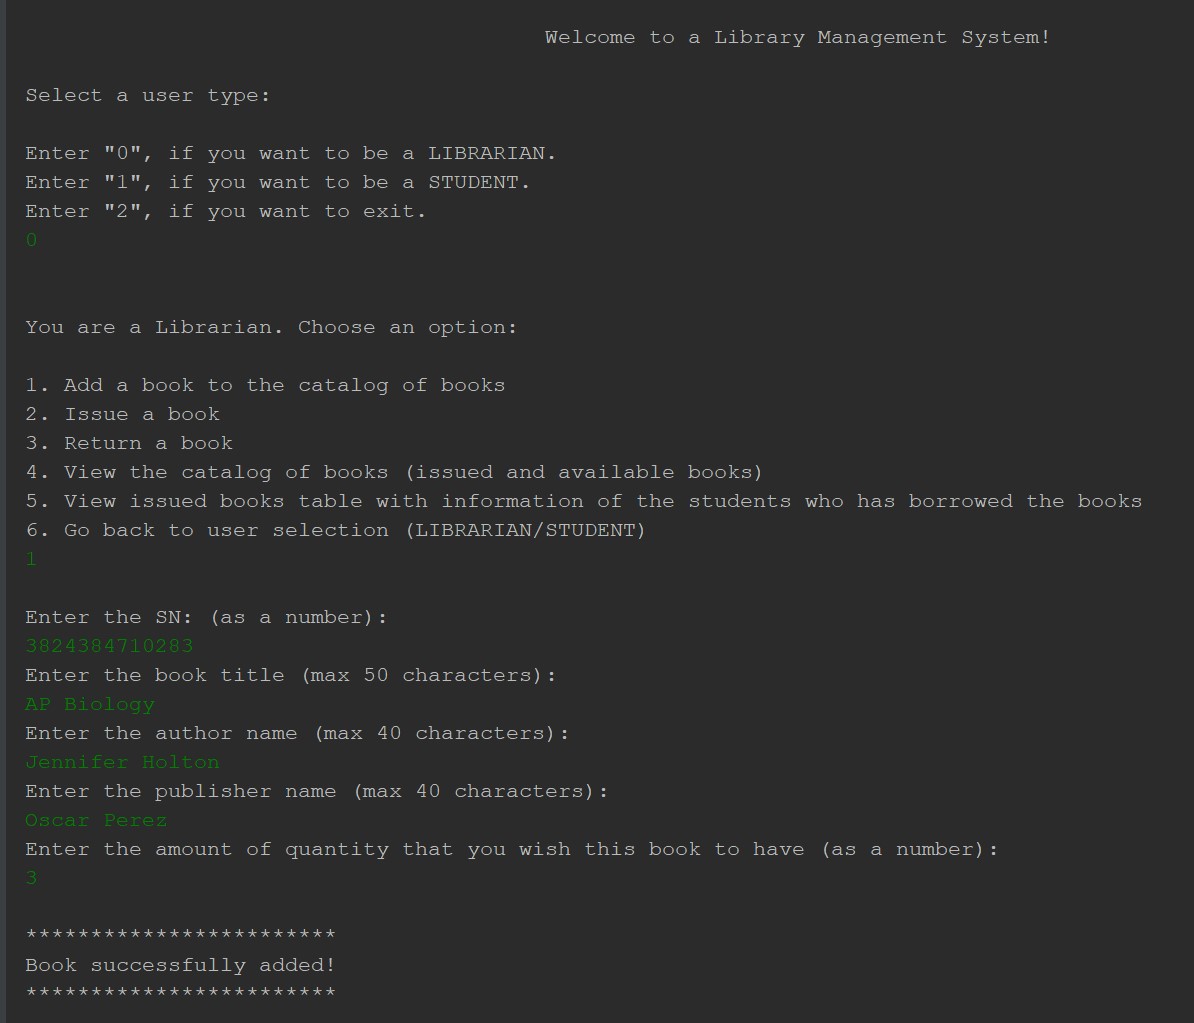 Welcome to a Library Management System!
Select a user type:
Enter "0", if you want to be a LIBRARIAN.
Enter "1", if you want to be a STUDENT.
Enter "2", if you want to exit.
0
You are a Librarian. Choose an option:
1. Add a book to the catalog of books
2. Issue a book
3. Return a book
4. View the catalog of books (issued and available books)
5. View issued books table with information of the students who has borrowed the books
6. Go back to user selection (LIBRARIAN/STUDENT)
1
Enter the SN: (as a number):
3824384710283
Enter the book title (max 50 characters):
AP Biology
Enter the author name (max 40 characters):
Jennifer Holton
Enter the publisher name (max 40 characters):
Oscar Perez
Enter the amount of quantity that you wish this book to have (as a number):
3
************************
Book successfully added!
************************